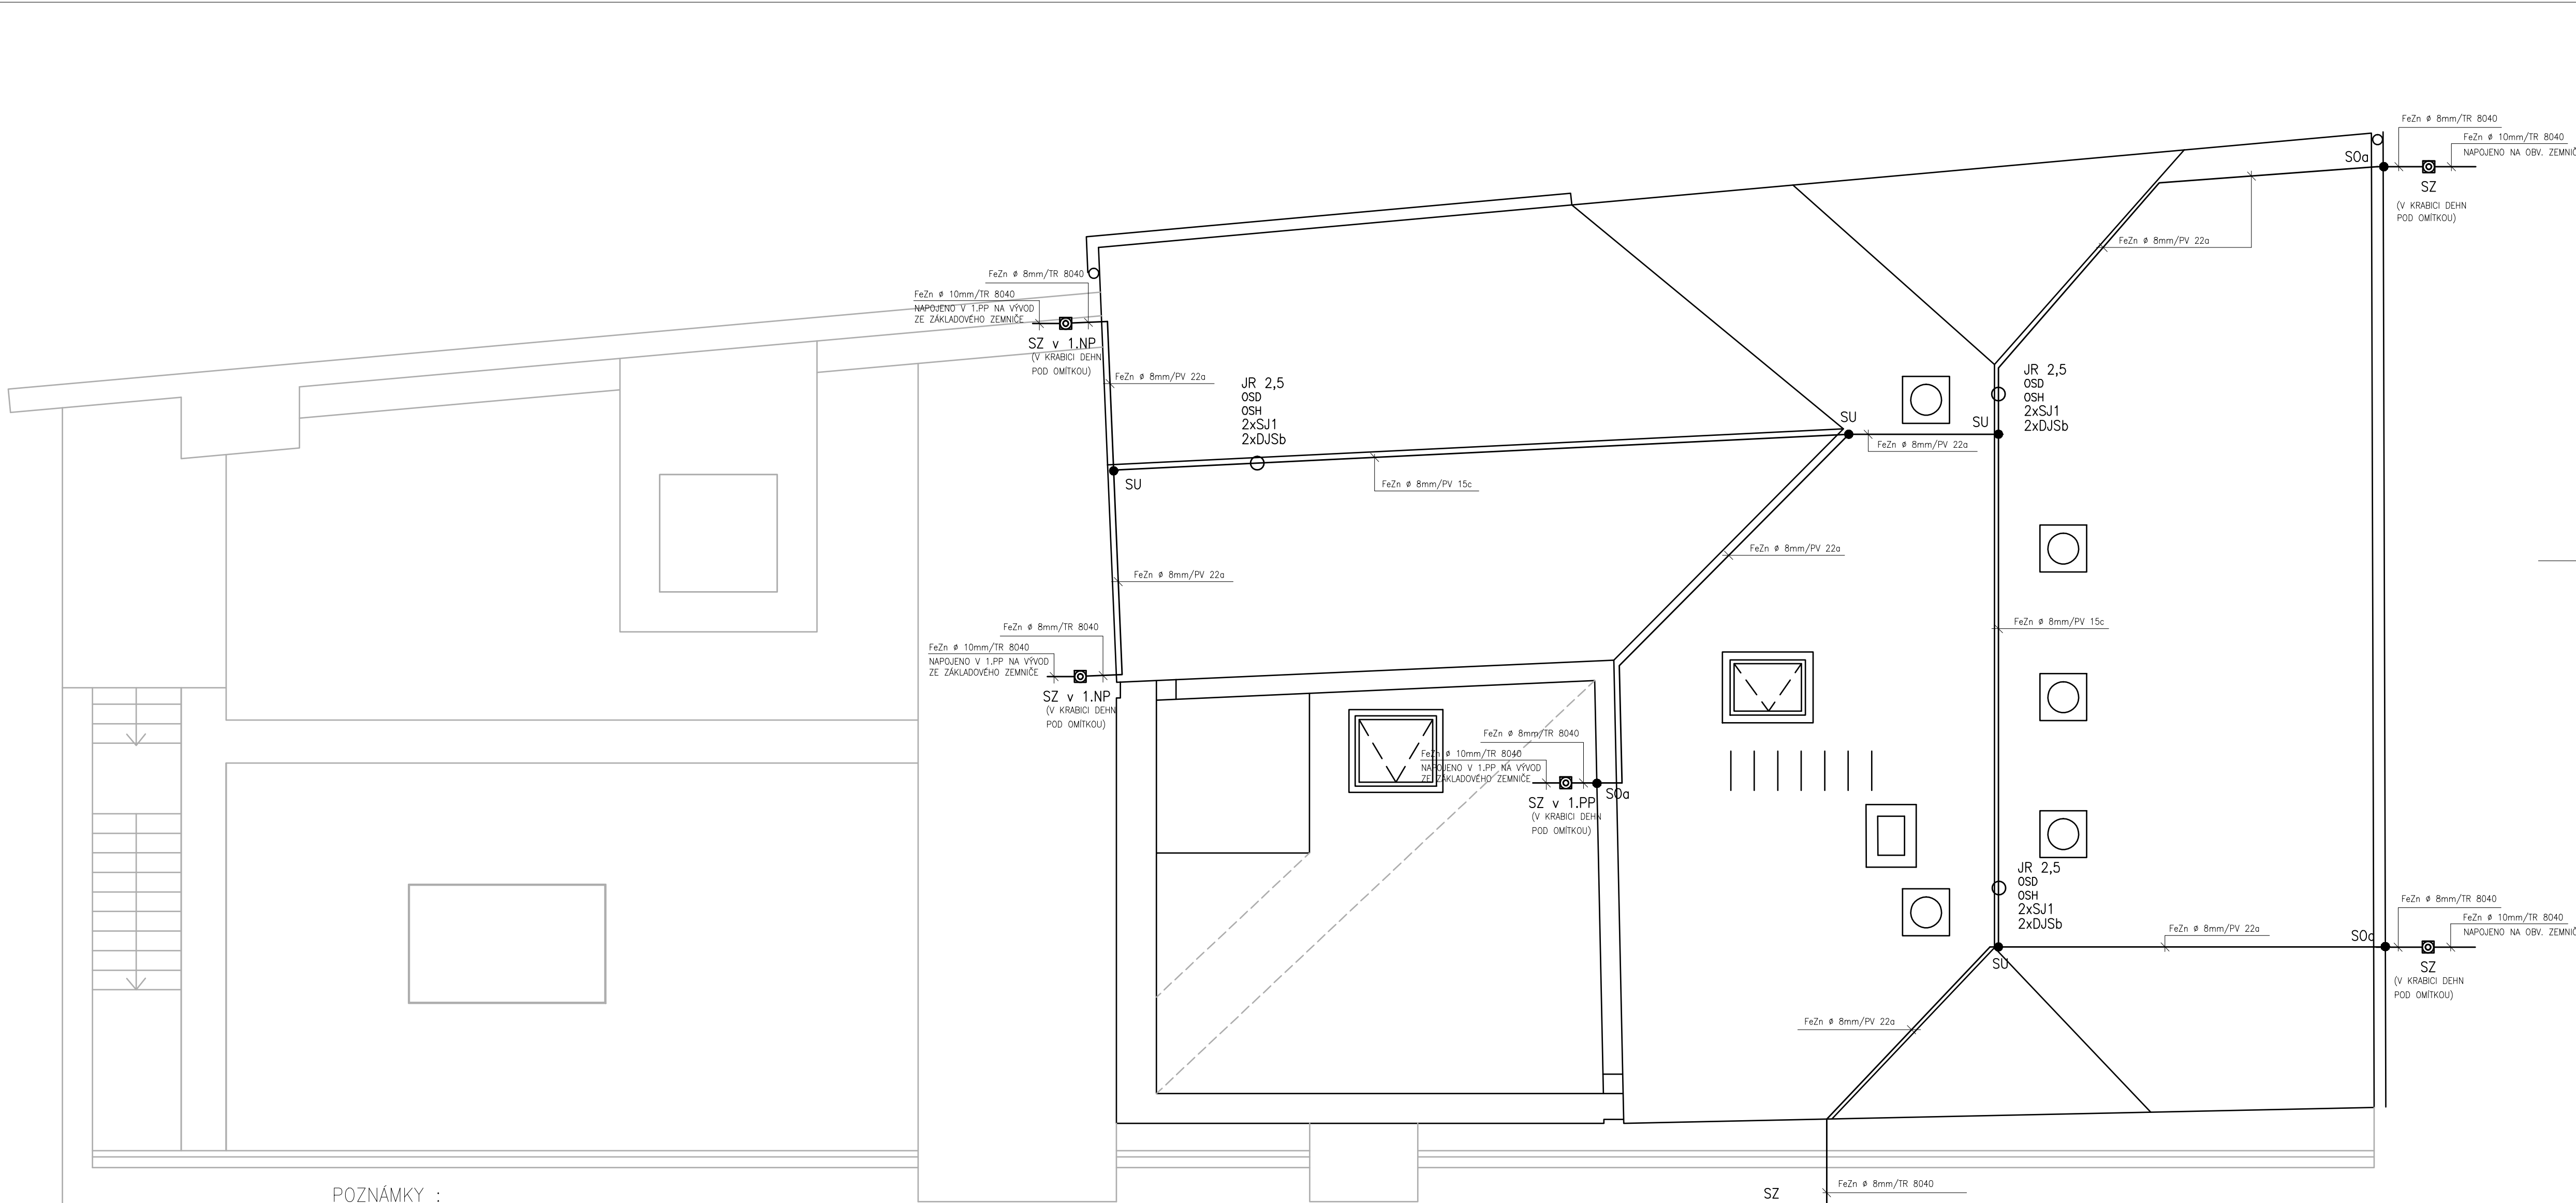 FeZn ø 8mm/TR 8040
FeZn ø 10mm/TR 8040
NAPOJENO NA OBV.
SOa
SZ
(V KRABICI DEHN
POD OMÍTKOU)
FeZn ø 8mm/PV 22a
FeZn ø 8mm/TR 8040
FeZn ø 10mm/TR 8040
NAPOJENO V 1.PP NA VÝVOD
ZE ZÁKLADOVÉHO ZEMNIČE
SZ v 1.NP
(V KRABICI DEHN
POD OMÍTKOU)
FeZn ø 8mm/PV 22a
JR 2,5
OSD
OSH
2xSJ1
2xDJSb
JR 2,5
OSD
OSH
2xSJ1
2xDJSb
SU
SU
FeZn ø 8mm/PV 22a
SU
FeZn ø 8mm/PV 15c
FeZn ø 8mm/PV 22a
FeZn ø 8mm/PV 22a
FeZn ø 8mm/PV 15c
FeZn ø 8mm/TR 8040
FeZn ø 10mm/TR 8040
NAPOJENO V 1.PP NA VÝVOD
ZE ZÁKLADOVÉHO ZEMNIČE
SZ v 1.NP
(V KRABICI DEHN
POD OMÍTKOU)
FeZn ø 8mm/TR 8040
FeZn ø 10mm/TR 8040
NAPOJENO V 1.PP NA VÝVOD
ZE ZÁKLADOVÉHO ZEMNIČE
SOa
SZ v 1.PP
(V KRABICI DEHN
POD OMÍTKOU)
JR 2,5
OSD
OSH
2xSJ1
2xDJSb
FeZn ø 8mm/TR 8040
FeZn ø 10mm/TR 8040
NAPOJENO NA OBV.
FeZn ø 8mm/PV 22a
SOa
SU
SZ
(V KRABICI DEHN
POD OMÍTKOU)
FeZn ø 8mm/PV 22a
FeZn ø 8mm/TR 8040
SZ
POZNÁMKY :